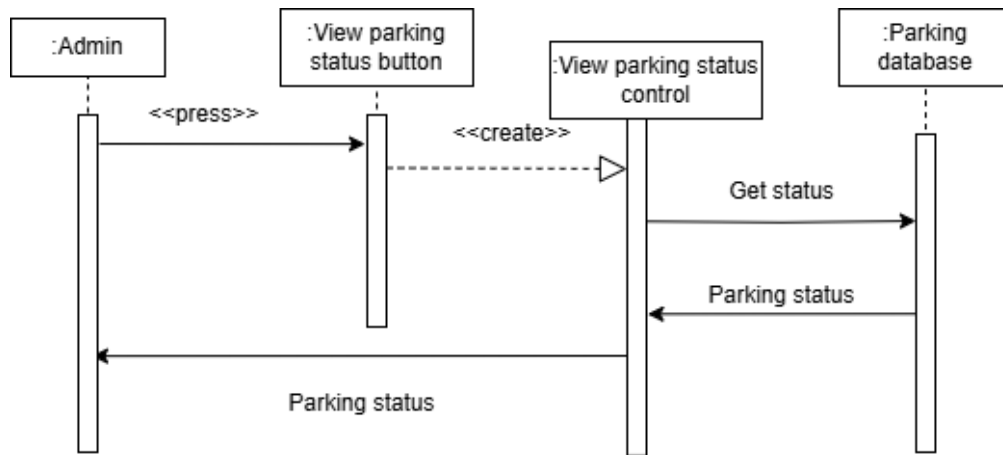 :Admin
:View parking
status button
:View parking status
control
:Parking
database
<<press>>
<<create>>
Get status
Parking status
Parking status